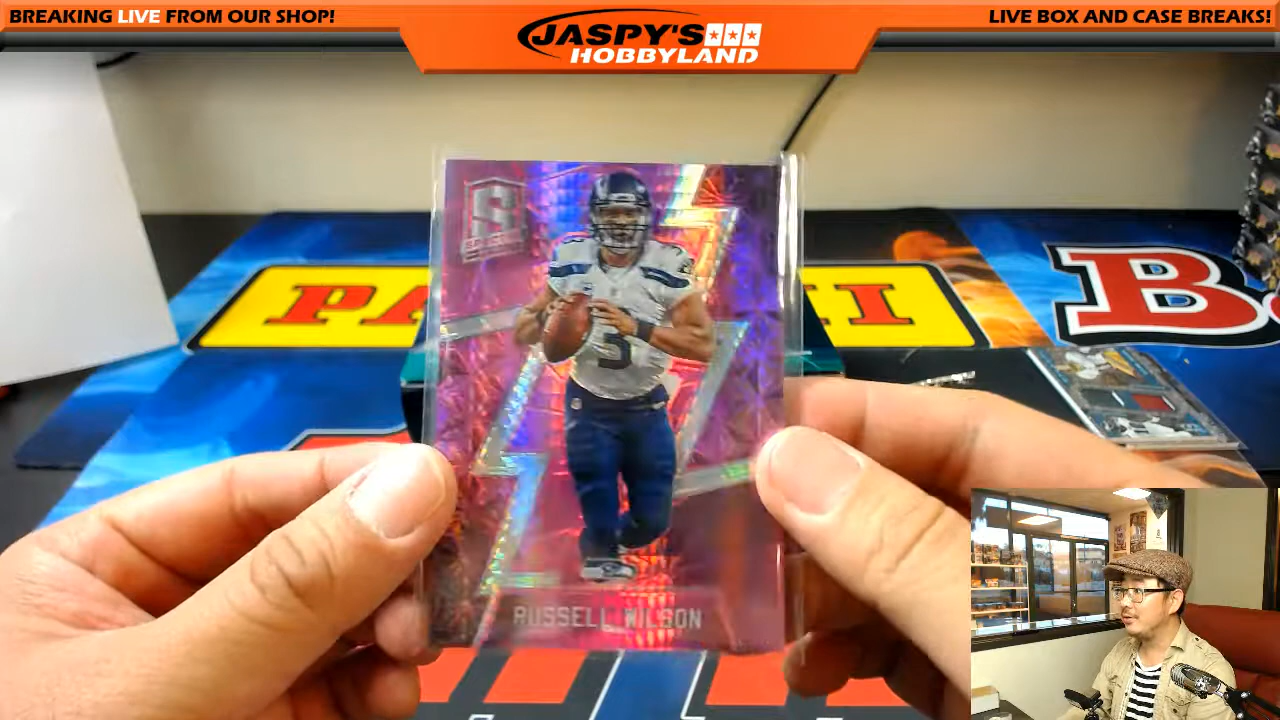 BREAKING LIVE FROM OUR SHOP!
JASPY'S
HOBBYLAND
LIVE BOX AND CASE BREAKS!
S
3
RUSSELL WILSON
B